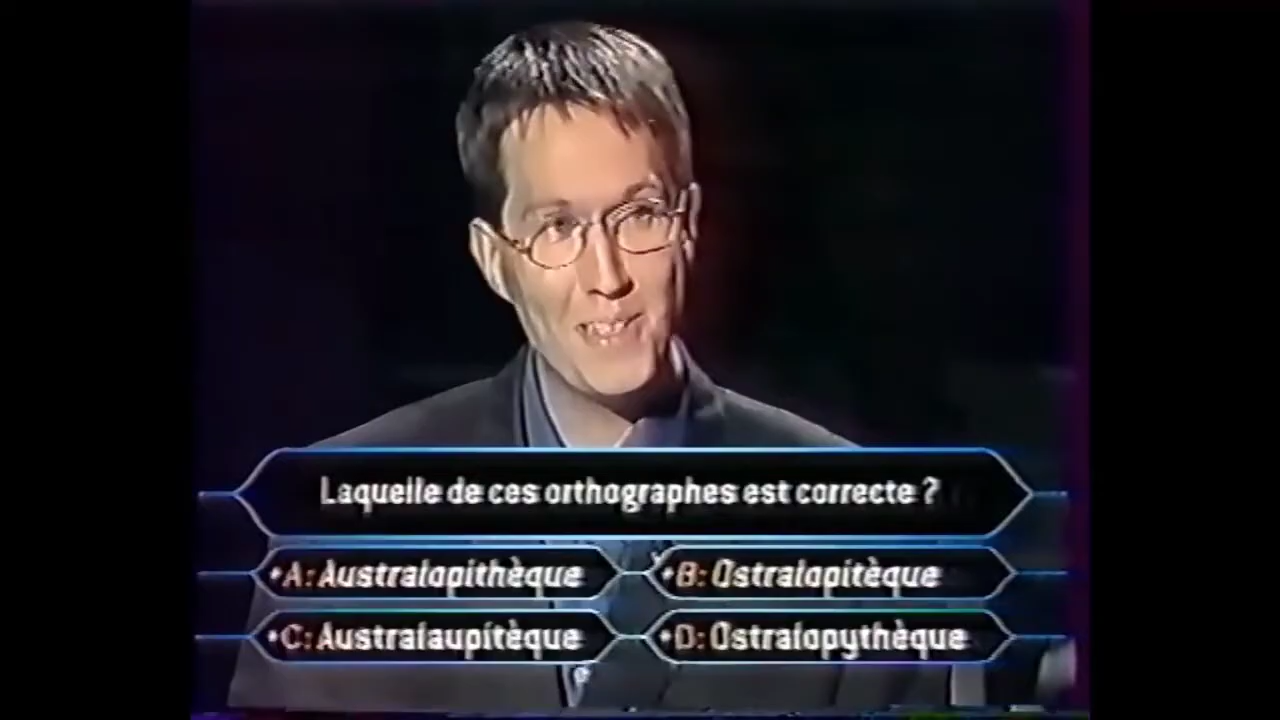 Laquelle de ces orthographes est correcte ?
•A: Australopithèque
•B: Ostralopitèque
•C: Australaupitèque
•D: Ostralopythèque